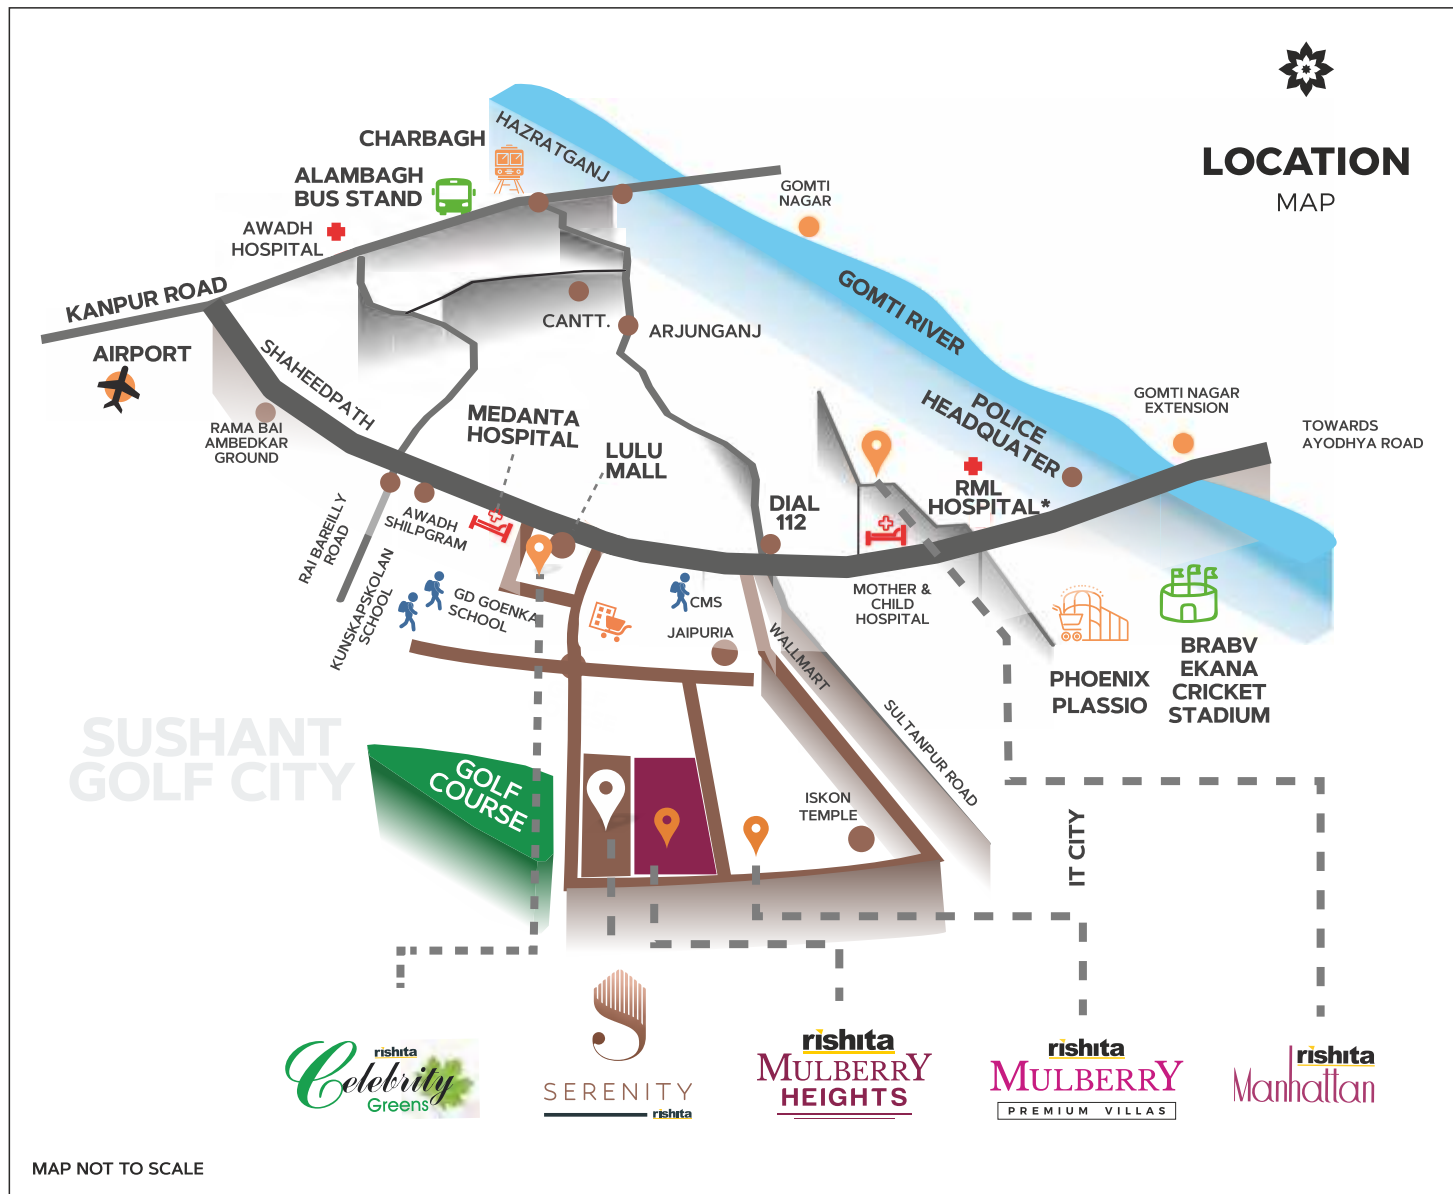 LOCATION
MAP
CHARBAGH
HAZRATGANJ
ALAMBAGH
BUS STAND
GOMTI
NAGAR
AWADH
HOSPITAL
KANPUR ROAD
GOMTI RIVER
CANTT.
ARJUNGANJ
AIRPORT
SHAHEEDPATH
RAMA BAI
AMBEDKAR
GROUND
MEDANTA
HOSPITAL
LULU
MALL
POLICE
HEADQUATER
GOMTI NAGAR
EXTENSION
TOWARDS
AYODHYA ROAD
RML
HOSPITAL*
DIAL
112
RAI BAREILLY
ROAD
AWADH
SHILPGRAM
KUNSKAPSKOLAN
SCHOOL
GD GOENKA
SCHOOL
CMS
JAIPURIA
MOTHER &
CHILD
HOSPITAL
WALLMART
SULTANPUR ROAD
PHOENIX
PLASSIO
BRABV
EKANA
CRICKET
STADIUM
SUSHANT
GOLF CITY
GOLF
COURSE
ISKON
TEMPLE
IT CITY
rishita
Celebrity
Greens
S
SERENITY
rishita
rishita
MULBERRY
HEIGHTS
rishita
MULBERRY
PREMIUM VILLAS
rishita
Manhattan
MAP NOT TO SCALE